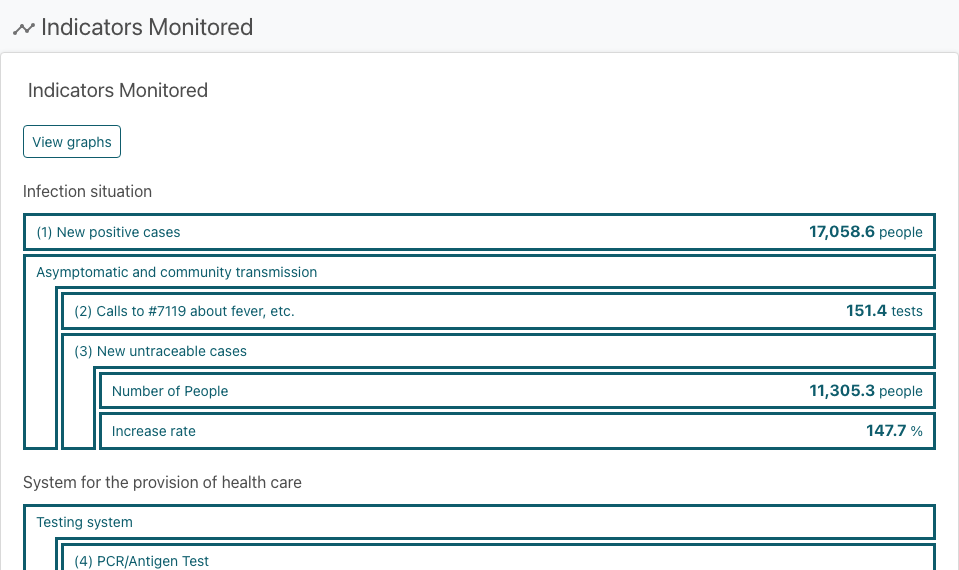 Indicators Monitored
Indicators Monitored
View graphs
Infection situation
(1) New positive cases 17,058.6 people
Asymptomatic and community transmission
(2) Calls to #7119 about fever, etc. 151.4 tests
(3) New untraceable cases
Number of People 11,305.3 people
Increase rate 147.7 %
System for the provision of health care
Testing system
(4) PCR/Antigen Test